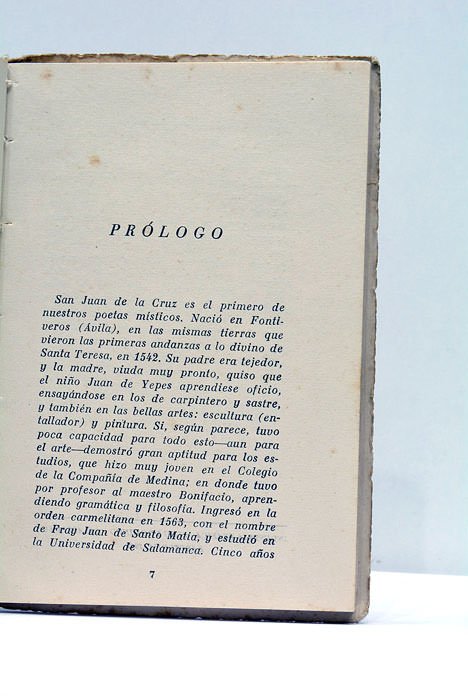 PRÓLOGO
San Juan de la Cruz es el primero de
nuestros poetas místicos. Nació en Fonti-
veros (Ávila), en las mismas tierras que
vieron las primeras andanzas a lo divino de
Santa Teresa, en 1542. Su padre era tejedor,
y la madre, viuda muy pronto, quiso que
el niño Juan de Yepes aprendiese oficio,
ensayándose en los de carpintero y sastre,
y también en las bellas artes: escultura (en-
tallador) y pintura. Si, según parece, tuvo
poca capacidad para todo esto—aun para
el arte—demostró gran aptitud para los es-
tudios, que hizo muy joven en el Colegio
de la Compañía de Medina; en donde tuvo
por profesor al maestro Bonifacio, apren-
diendo gramática y filosofía. Ingresó en la
orden carmelitana en 1563, con el nombre
de Fray Juan de Santo Matía, y estudió en
la Universidad de Salamanca. Cinco años
7